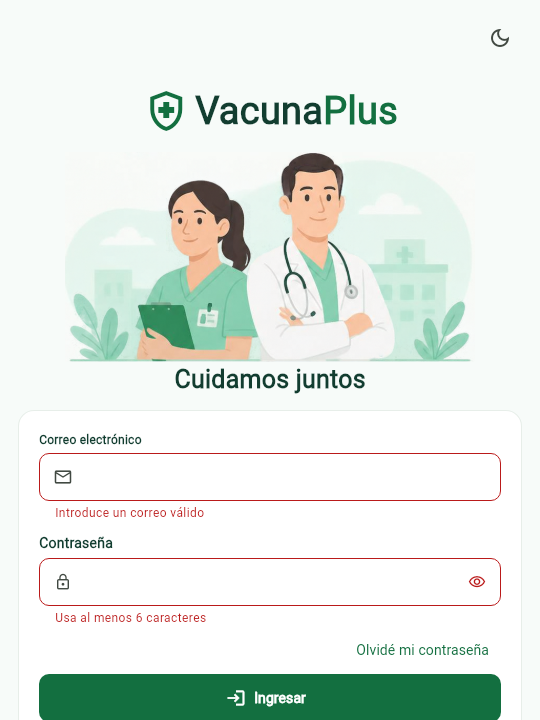 VacunaPlus
Cuidamos juntos
Correo electrónico
Introduce un correo válido
Contraseña
Usa al menos 6 caracteres
Olvidé mi contraseña
Ingresar